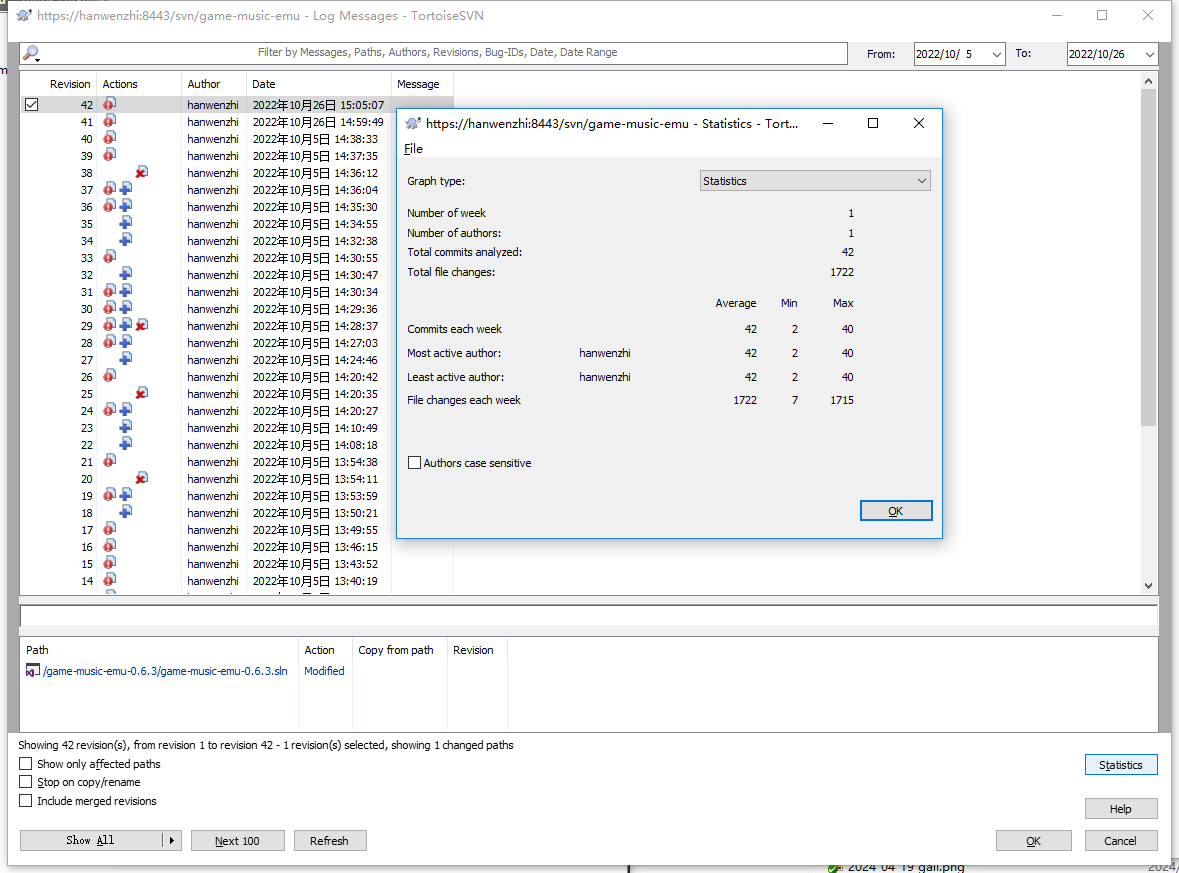 https://hanwenzhi:8443/svn/game-music-emu - Log Messages - TortoiseSVN
Filter by Messages, Paths, Authors, Revisions, Bug-IDs, Date, Date Range
From: 2022/10/ 5 To: 2022/10/26
Revision Actions Author Date Message
42 hanwenzhi 2022年10月26日 15:05:07
41 hanwenzhi 2022年10月26日 14:59:49
40 hanwenzhi 2022年10月5日 14:38:33
39 hanwenzhi 2022年10月5日 14:37:35
38 hanwenzhi 2022年10月5日 14:36:12
37 hanwenzhi 2022年10月5日 14:36:04
36 hanwenzhi 2022年10月5日 14:35:30
35 hanwenzhi 2022年10月5日 14:34:55
34 hanwenzhi 2022年10月5日 14:32:38
33 hanwenzhi 2022年10月5日 14:30:55
32 hanwenzhi 2022年10月5日 14:30:47
31 hanwenzhi 2022年10月5日 14:30:34
30 hanwenzhi 2022年10月5日 14:29:36
29 hanwenzhi 2022年10月5日 14:28:37
28 hanwenzhi 2022年10月5日 14:27:03
27 hanwenzhi 2022年10月5日 14:24:46
26 hanwenzhi 2022年10月5日 14:20:42
25 hanwenzhi 2022年10月5日 14:20:35
24 hanwenzhi 2022年10月5日 14:20:27
23 hanwenzhi 2022年10月5日 14:10:49
22 hanwenzhi 2022年10月5日 14:08:18
21 hanwenzhi 2022年10月5日 13:54:38
20 hanwenzhi 2022年10月5日 13:54:11
19 hanwenzhi 2022年10月5日 13:53:59
18 hanwenzhi 2022年10月5日 13:50:21
17 hanwenzhi 2022年10月5日 13:49:55
16 hanwenzhi 2022年10月5日 13:46:15
15 hanwenzhi 2022年10月5日 13:43:52
14 hanwenzhi 2022年10月5日 13:40:19
https://hanwenzhi:8443/svn/game-music-emu - Statistics - Tort...
File
Graph type: Statistics
Number of week 1
Number of authors: 1
Total commits analyzed: 42
Total file changes: 1722
Average Min Max
Commits each week 42 2 40
Most active author: hanwenzhi 42 2 40
Least active author: hanwenzhi 42 2 40
File changes each week 1722 7 1715
Authors case sensitive
OK
Path Action Copy from path Revision
/game-music-emu-0.6.3/game-music-emu-0.6.3.sln Modified
Showing 42 revision(s), from revision 1 to revision 42 - 1 revision(s) selected, showing 1 changed paths
Show only affected paths
Statistics
Stop on copy/rename
Include merged revisions
Help
Show All Next 100 Refresh OK Cancel